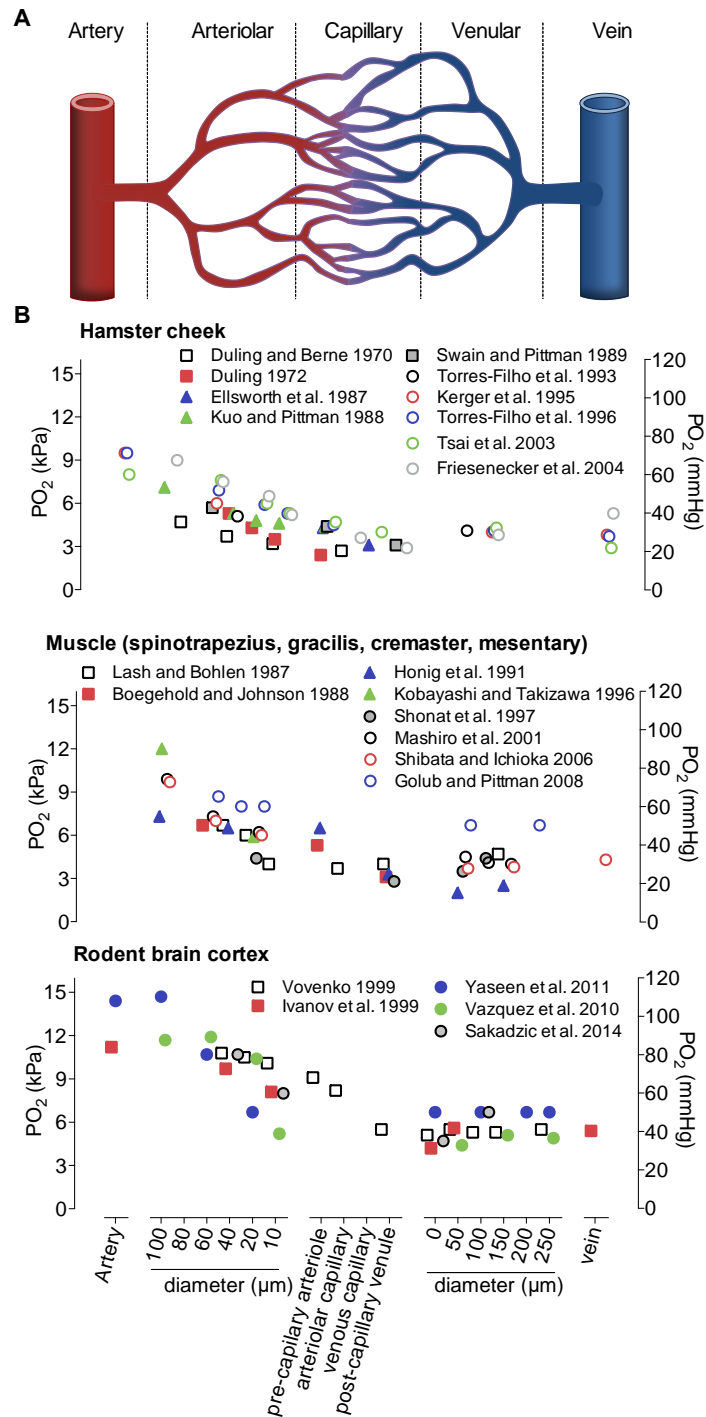 A
Artery Arteriolar Capillary Venular Vein
B
Hamster cheek
Duling and Berne 1970
Duling 1972
Ellsworth et al. 1987
Kuo and Pittman 1988
Swain and Pittman 1989
Torres-Filho et al. 1993
Kerger et al. 1995
Torres-Filho et al. 1996
Tsai et al. 2003
Friesenecker et al. 2004
PO2 (kPa)
15
12
9
6
3
0
PO2 (mmHg)
120
100
80
60
40
20
0
Muscle (spinotrapezius, gracilis, cremaster, mesentary)
Lash and Bohlen 1987
Boegehold and Johnson 1988
Honig et al. 1991
Kobayashi and Takizawa 1996
Shonat et al. 1997
Mashiro et al. 2001
Shibata and Ichioka 2006
Golub and Pittman 2008
PO2 (kPa)
15
12
9
6
3
0
PO2 (mmHg)
120
100
80
60
40
20
0
Rodent brain cortex
Vovenko 1999
Ivanov et al. 1999
Yaseen et al. 2011
Vazquez et al. 2010
Sakadzic et al. 2014
PO2 (kPa)
15
12
9
6
3
0
PO2 (mmHg)
120
100
80
60
40
20
0
Artery
100
80
60
40
20
10
diameter (µm)
pre-capilary arteriole
arteriolar capillary
venous capillary
post-capillary venule
0
50
100
150
200
250
diameter (µm)
vein